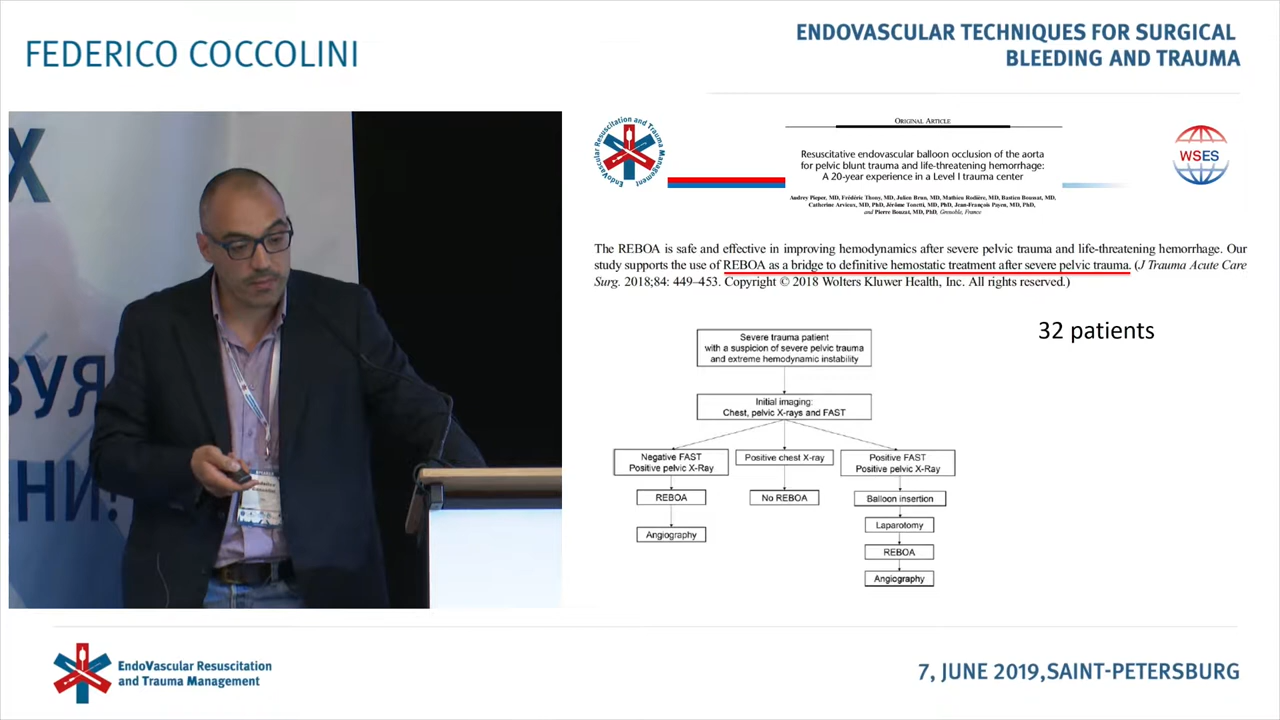 FEDERICO COCCOLINI
ENDOVASCULAR TECHNIQUES FOR SURGICAL
BLEEDING AND TRAUMA
Х
ЗУЯ
НИ
EndoVascular Resuscitation and Trauma Management
ORIGINAL ARTICLE
Resuscitative endovascular balloon occlusion of the aorta
for pelvic blunt trauma and life-threatening hemorrhage:
A 20-year experience in a Level I trauma center
Audrey Pieper, MD, Frédéric Thony, MD, Julien Brun, MD, Mathieu Rodière, MD, Bastien Boussat, MD,
Catherine Arvieux, MD, PhD, Jérôme Tonetti, MD, PhD, Jean-François Payen, MD, PhD,
and Pierre Bouzat, MD, PhD, Grenoble, France
WSES
The REBOA is safe and effective in improving hemodynamics after severe pelvic trauma and life-threatening hemorrhage. Our
study supports the use of REBOA as a bridge to definitive hemostatic treatment after severe pelvic trauma. (J Trauma Acute Care
Surg. 2018;84: 449–453. Copyright © 2018 Wolters Kluwer Health, Inc. All rights reserved.)
32 patients
Severe trauma patient
with a suspicion of severe pelvic trauma
and extreme hemodynamic instability
Initial imaging:
Chest, pelvic X-rays and FAST
Negative FAST
Positive pelvic X-Ray
Positive chest X-ray
Positive FAST
Positive pelvic X-Ray
REBOA
No REBOA
Balloon insertion
Angiography
Laparotomy
REBOA
Angiography
EndoVascular Resuscitation
and Trauma Management
7, JUNE 2019,SAINT-PETERSBURG